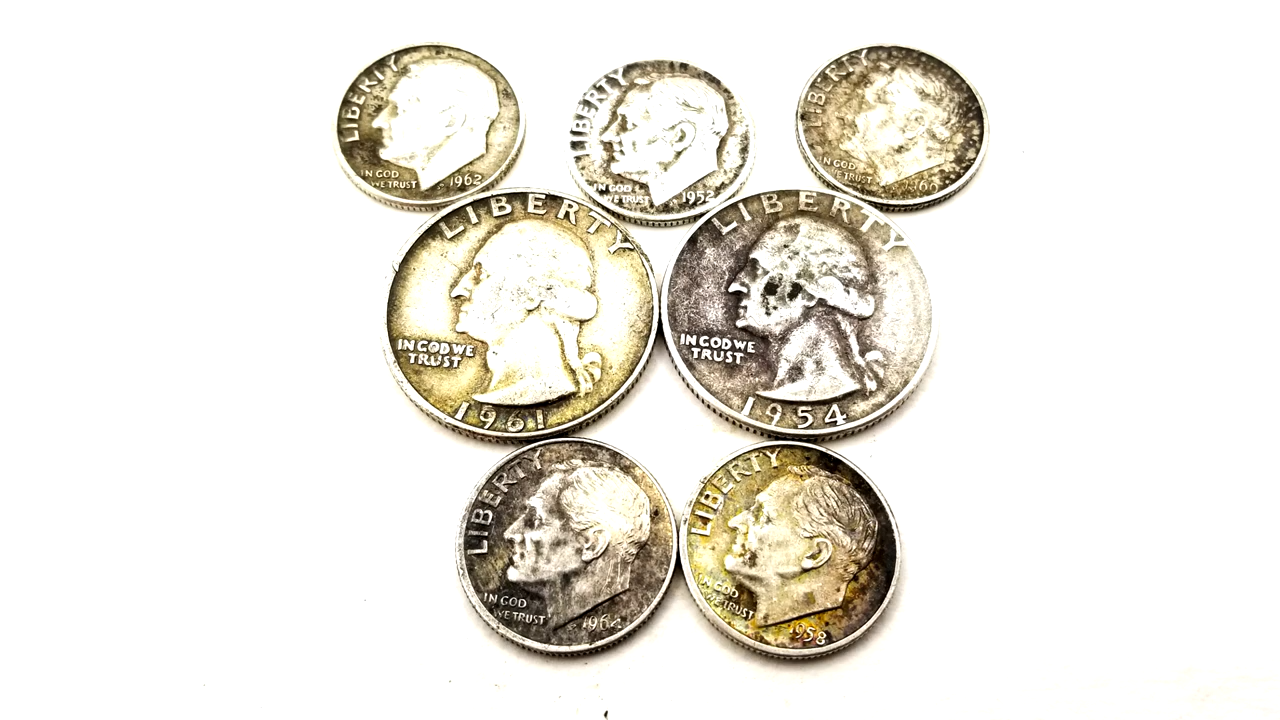 LIBERTY
IN GOD
WE TRUST
1962
LIBERTY
IN GOD
WE TRUST
1952
LIBERTY
IN GOD
WE TRUST
1960
LIBERTY
IN GOD WE
TRUST
1961
LIBERTY
IN GOD WE
TRUST
1954
LIBERTY
IN GOD
WE TRUST
1964
LIBERTY
IN GOD
WE TRUST
1958